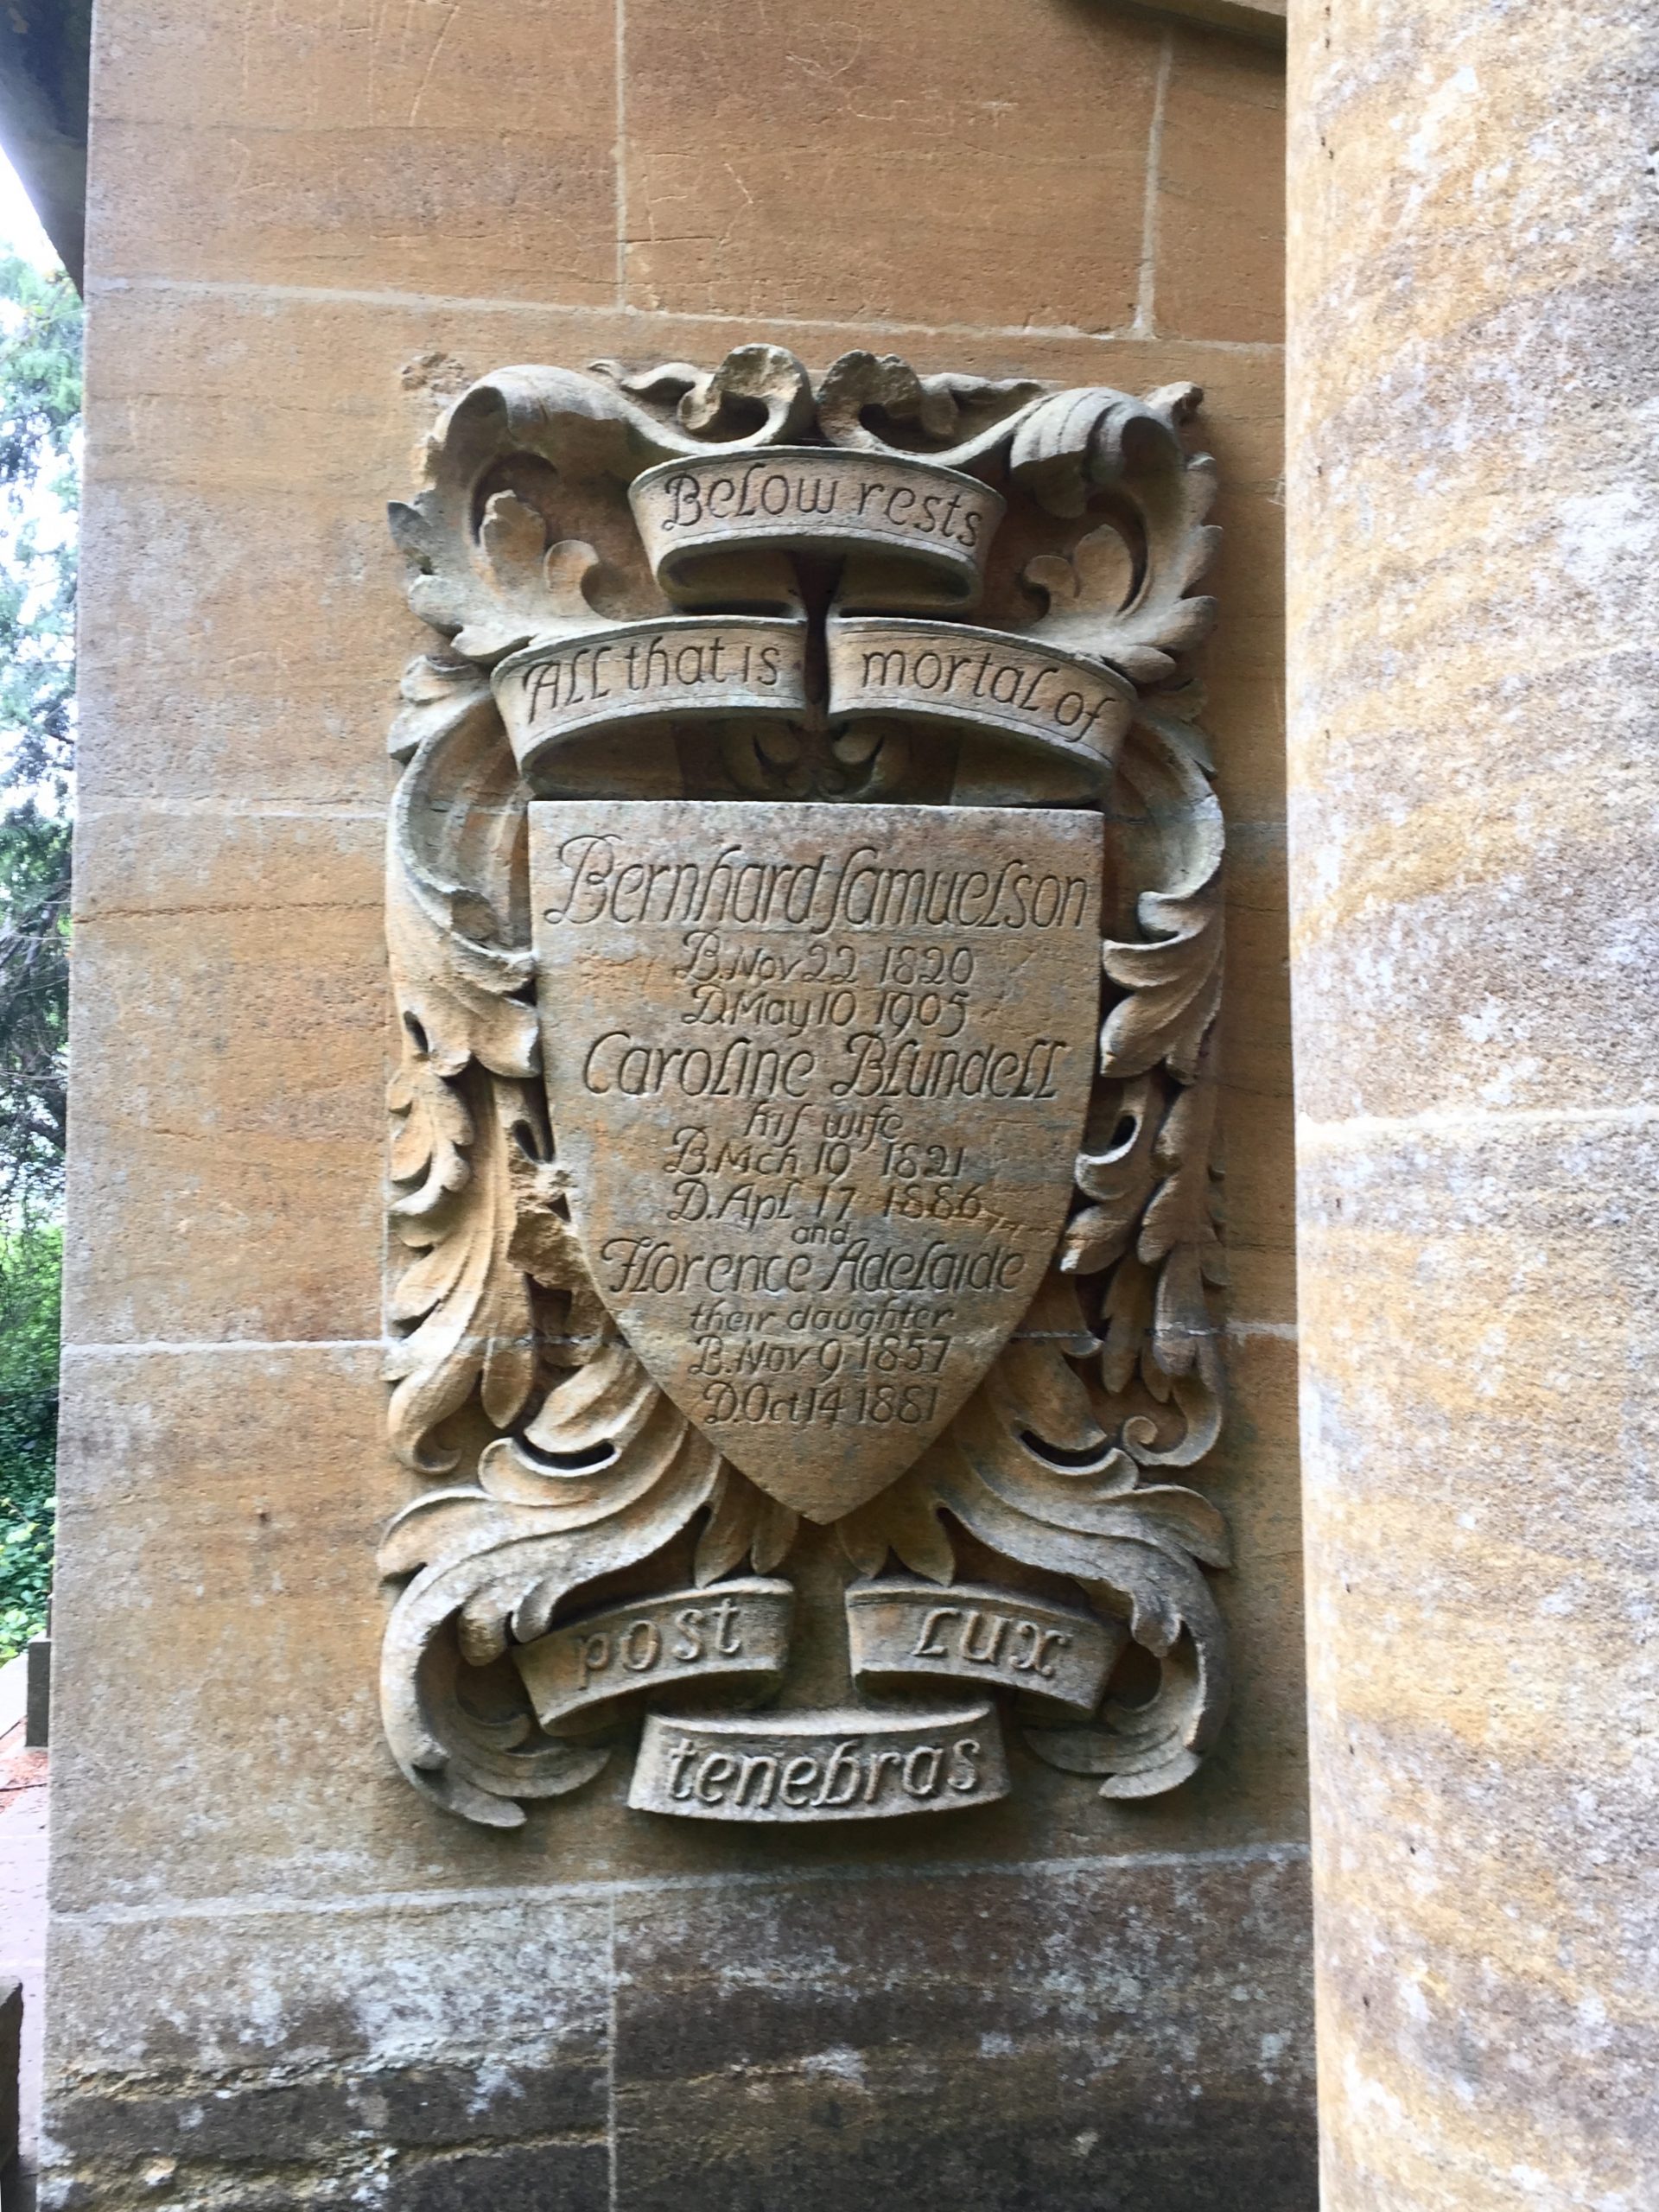 Below rests
All that is mortal of
Bernhard Samuelson
B. Nov 22 1820
D. May 10 1905
Caroline Blundell
his wife
B. Mch 19 1821
D. Apl 17 1886
and
Florence Adelaide
their daughter
B. Nov 9 1857
D. Oct 14 1881
post lux
tenebras